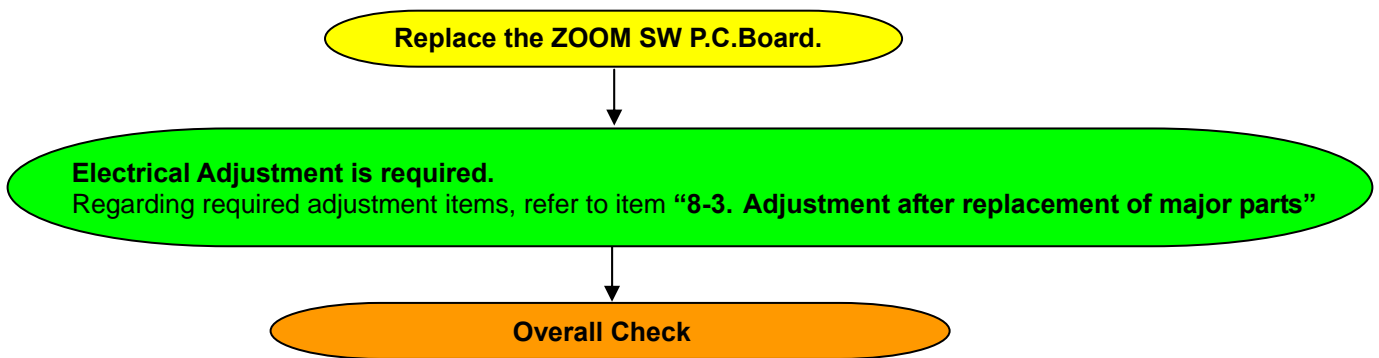 Replace the ZOOM SW P.C.Board.
Electrical Adjustment is required.
Regarding required adjustment items, refer to item “8-3. Adjustment after replacement of major parts”
Overall Check